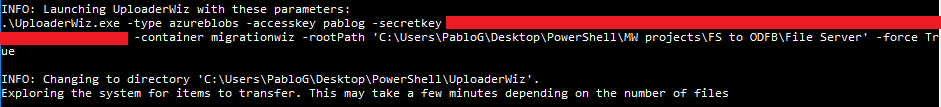 INFO: Launching UploaderWiz with these parameters:
.\UploaderWiz.exe -type azureblobs -accesskey pablog -secretkey
-container migrationwiz -rootPath 'C:\Users\PabloG\Desktop\PowerShell\MW projects\FS to ODFB\File Server' -force Tr
ue
INFO: Changing to directory 'C:\Users\PabloG\Desktop\PowerShell\UploaderWiz'.
Exploring the system for items to transfer. This may take a few minutes depending on the number of files